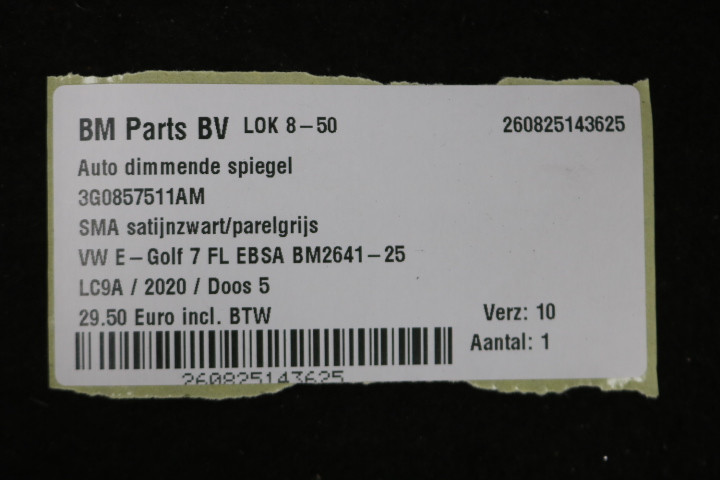 BM Parts BV LOK 8-50 260825143625
Auto dimmende spiegel
3G0857511AM
SMA satijnzwart/parelgrijs
VW E-Golf 7 FL EBSA BM2641-25
LC9A / 2020 / Doos 5
29.50 Euro incl. BTW Verz: 10
Aantal: 1
260825143625